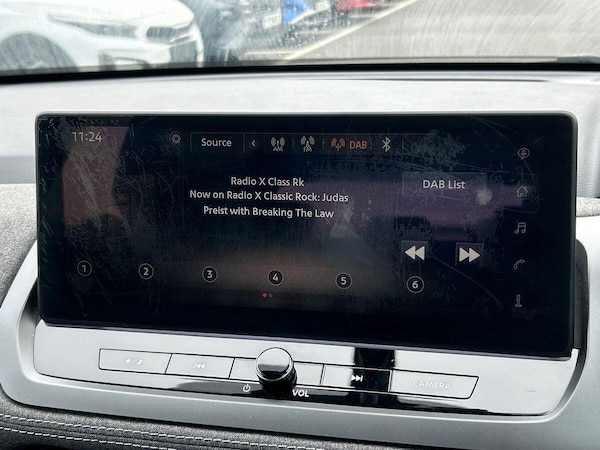 11:24
Source < AM FM DAB
Radio X Class Rk
Now on Radio X Classic Rock: Judas
Preist with Breaking The Law
DAB List
1 2 3 4 5 6
VOL
CAMERA